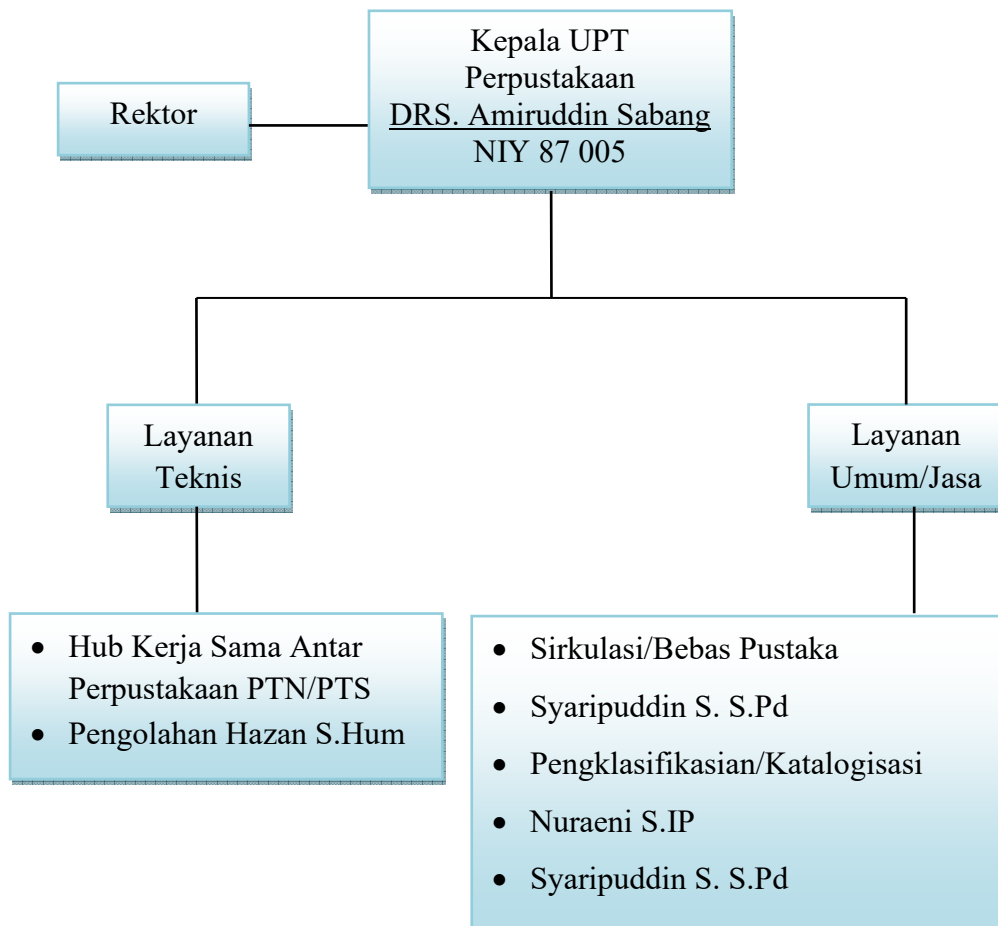 Kepala UPT
Perpustakaan
DRS. Amiruddin Sabang
NIY 87 005
Rektor
Layanan
Teknis
Layanan
Umum/Jasa
• Hub Kerja Sama Antar
Perpustakaan PTN/PTS
• Pengolahan Hazan S.Hum
• Sirkulasi/Bebas Pustaka
• Syaripuddin S. S.Pd
• Pengklasifikasian/Katalogisasi
• Nuraeni S.IP
• Syaripuddin S. S.Pd